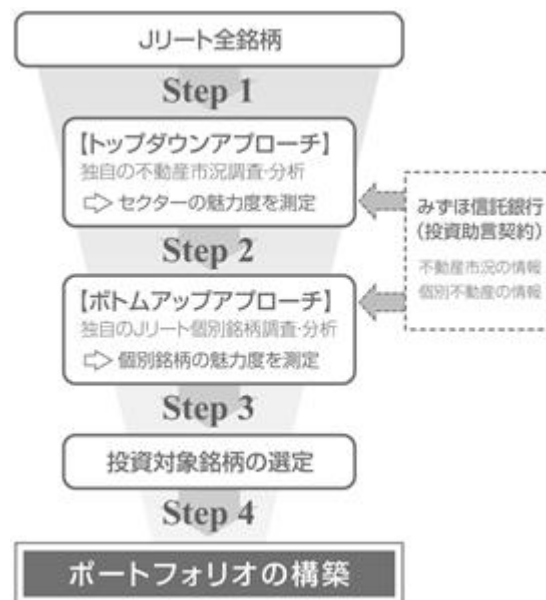 Jリート全銘柄
Step 1
【トップダウンアプローチ】
独自の不動産市況調査・分析
⇨ セクターの魅力度を測定
みずほ信託銀行
(投資助言契約)
不動産市況の情報
個別不動産の情報
Step 2
【ボトムアップアプローチ】
独自のJリート個別銘柄調査・分析
⇨ 個別銘柄の魅力度を測定
Step 3
投資対象銘柄の選定
Step 4
ポートフォリオの構築